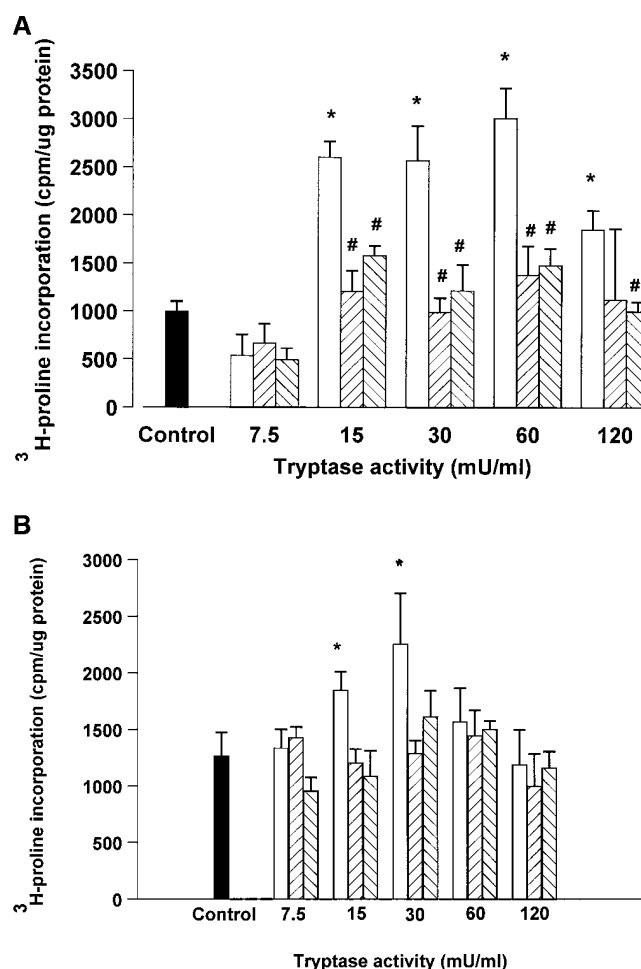 A
3500
3000
2500
2000
1500
1000
500
0
3H-proline incorporation (cpm/ug protein)
* * * *
# # # # # # #
Control 7.5 15 30 60 120
Tryptase activity (mU/ml)
B
3000
2500
2000
1500
1000
500
0
3H-proline incorporation (cpm/ug protein)
* *
Control 7.5 15 30 60 120
Tryptase activity (mU/ml)